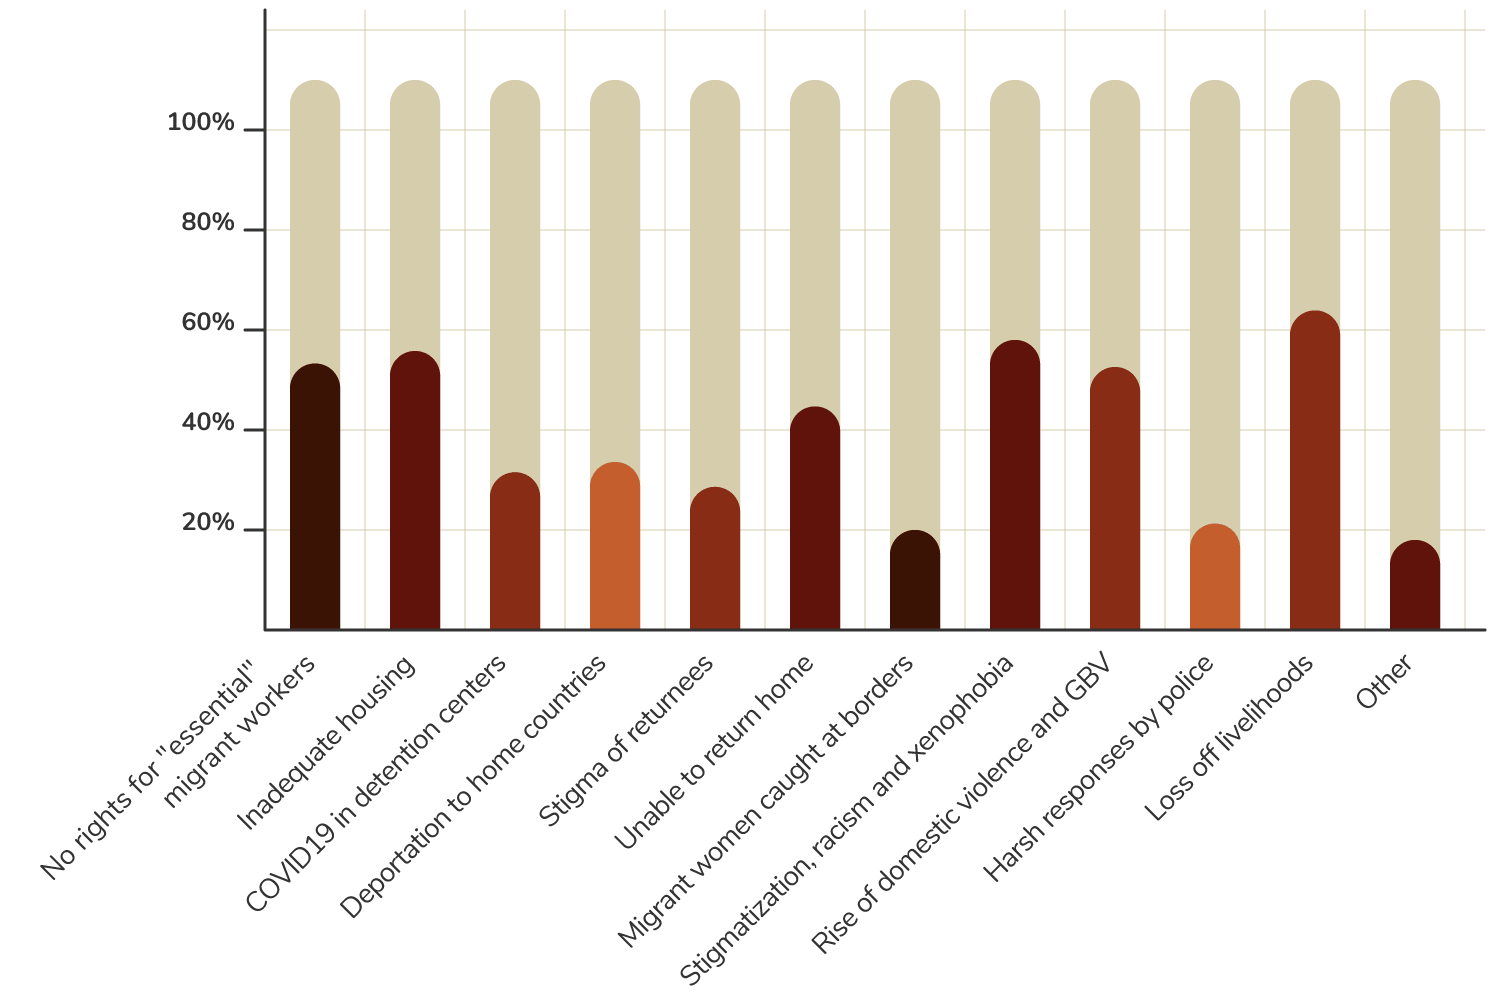 100%
80%
60%
40%
20%
No rights for "essential"
migrant workers
Inadequate housing
COVID19 in detention centers
Deportation to home countries
Stigma of returnees
Unable to return home
Migrant women caught at borders
Stigmatization, racism and xenophobia
Rise of domestic violence and GBV
Harsh responses by police
Loss off livelihoods
Other